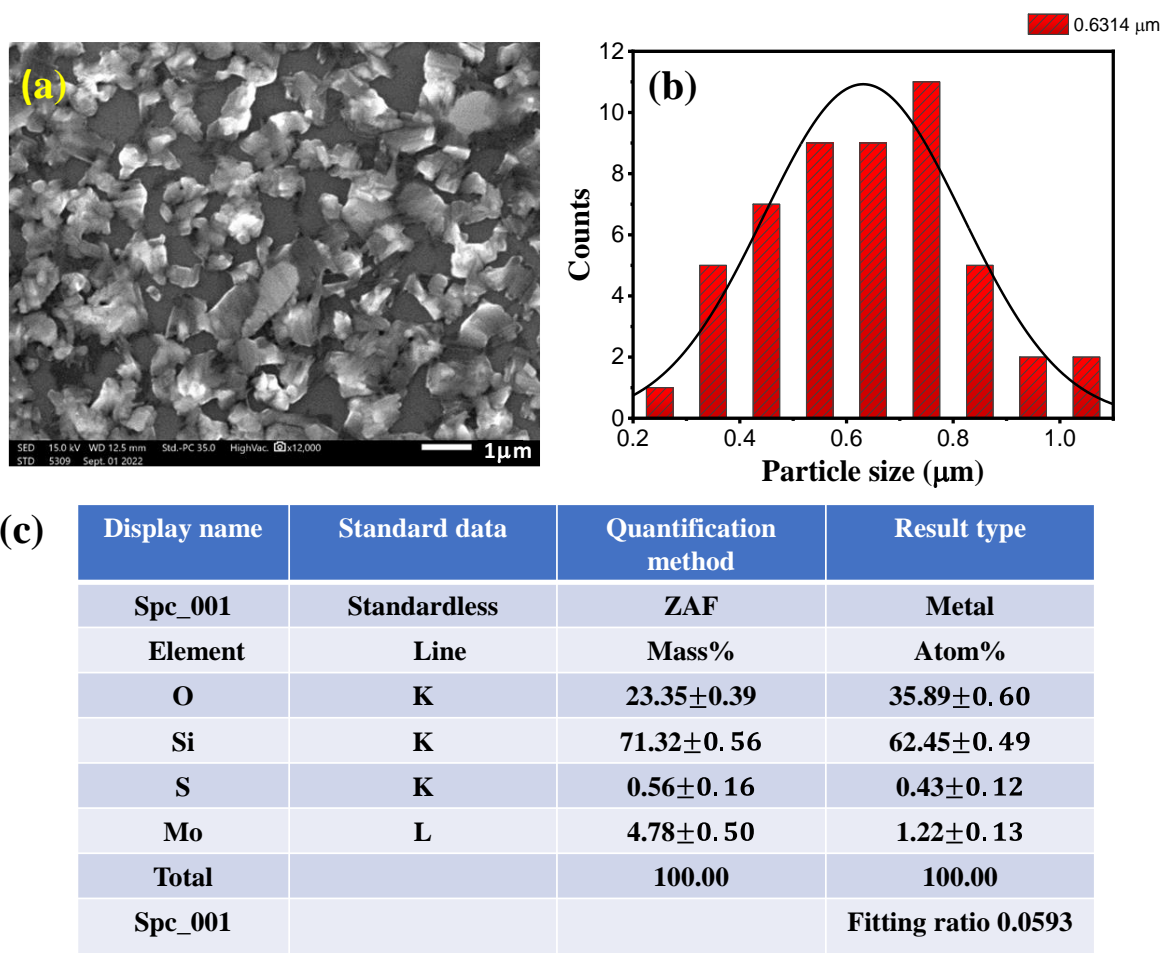 0.6314 μm
(a)
SED 15.0 kV WD 12.5 mm Std.-PC 35.0 HighVac. x12,000
STD 5309 Sept. 01 2022
1μm
(b)
12
10
8
6
4
2
0
Counts
0.2 0.4 0.6 0.8 1.0
Particle size (μm)
(c)
Display name Standard data Quantification method Result type
Spc_001 Standardless ZAF Metal
Element Line Mass% Atom%
O K 23.35±0.39 35.89±0.60
Si K 71.32±0.56 62.45±0.49
S K 0.56±0.16 0.43±0.12
Mo L 4.78±0.50 1.22±0.13
Total 100.00 100.00
Spc_001 Fitting ratio 0.0593